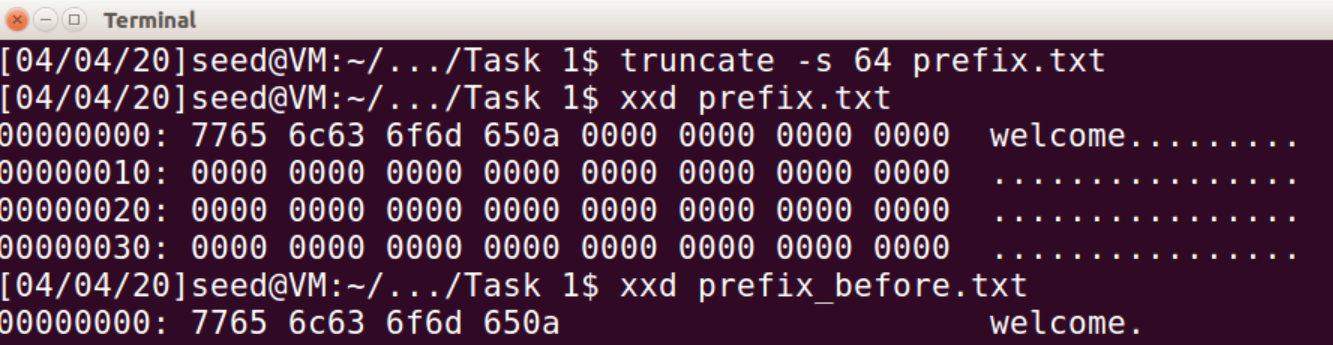 Terminal
[04/04/20]seed@VM:~/.../Task 1$ truncate -s 64 prefix.txt
[04/04/20]seed@VM:~/.../Task 1$ xxd prefix.txt
00000000: 7765 6c63 6f6d 650a 0000 0000 0000 0000  welcome.........
00000010: 0000 0000 0000 0000 0000 0000 0000 0000  ................
00000020: 0000 0000 0000 0000 0000 0000 0000 0000  ................
00000030: 0000 0000 0000 0000 0000 0000 0000 0000  ................
[04/04/20]seed@VM:~/.../Task 1$ xxd prefix_before.txt
00000000: 7765 6c63 6f6d 650a                      welcome.